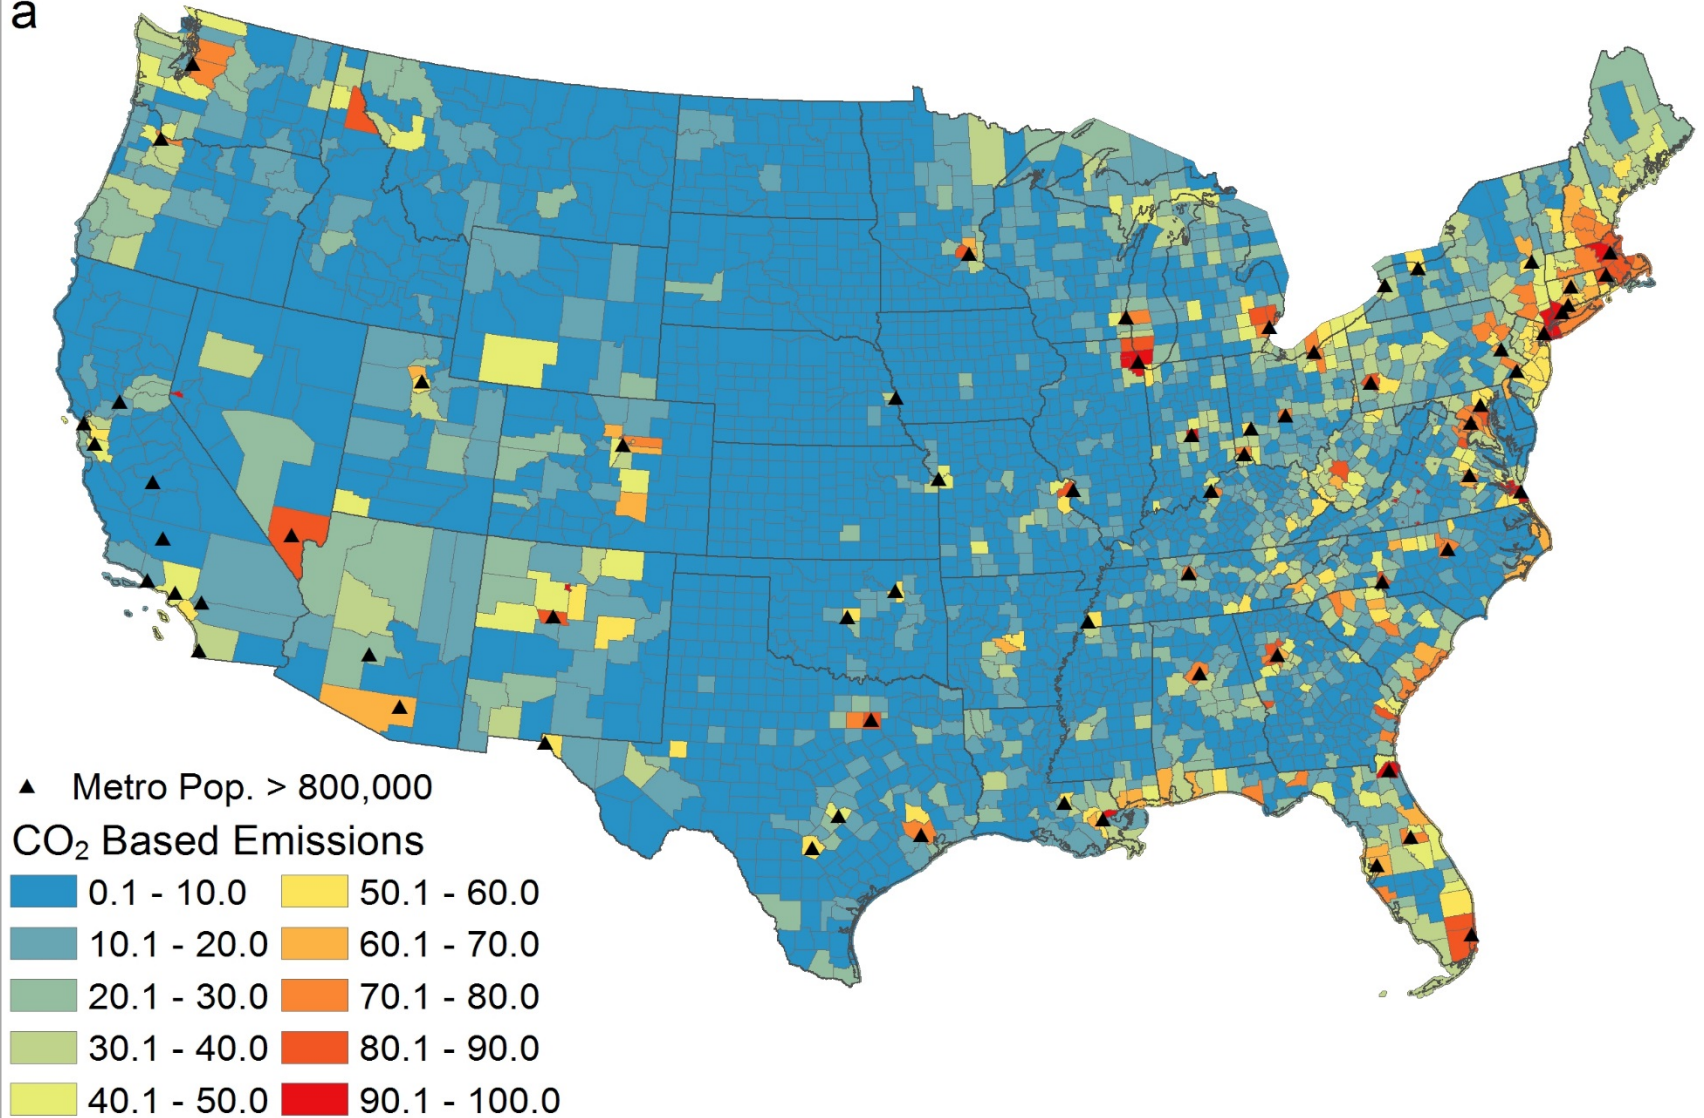 a
Metro Pop. > 800,000
CO₂ Based Emissions
0.1 - 10.0
10.1 - 20.0
20.1 - 30.0
30.1 - 40.0
40.1 - 50.0
50.1 - 60.0
60.1 - 70.0
70.1 - 80.0
80.1 - 90.0
90.1 - 100.0